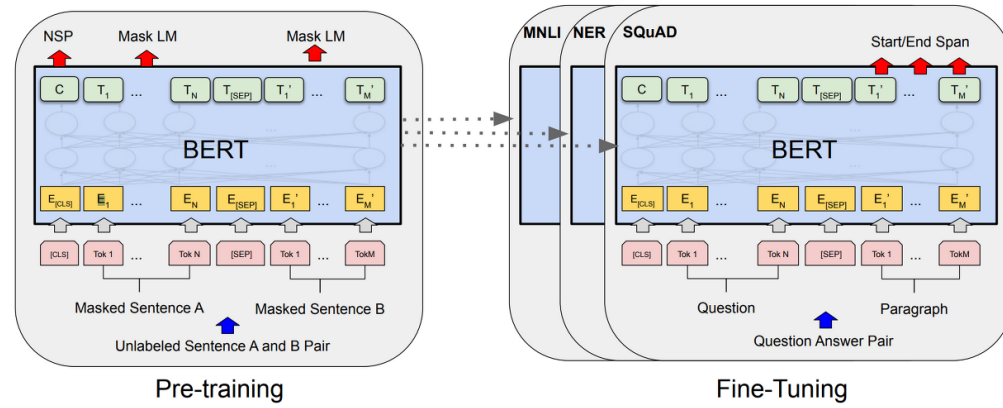 NSP Mask LM Mask LM
C T1 ... TN T[SEP] T1' ... TM'
BERT
E[CLS] E1 ... EN E[SEP] E1' ... EM'
[CLS] Tok 1 ... Tok N [SEP] Tok 1 ... TokM
Masked Sentence A Masked Sentence B
Unlabeled Sentence A and B Pair
Pre-training
MNLI NER SQuAD
Start/End Span
C T1 ... TN T[SEP] T1' ... TM'
BERT
E[CLS] E1 ... EN E[SEP] E1' ... EM'
[CLS] Tok 1 ... Tok N [SEP] Tok 1 ... TokM
Question Paragraph
Question Answer Pair
Fine-Tuning